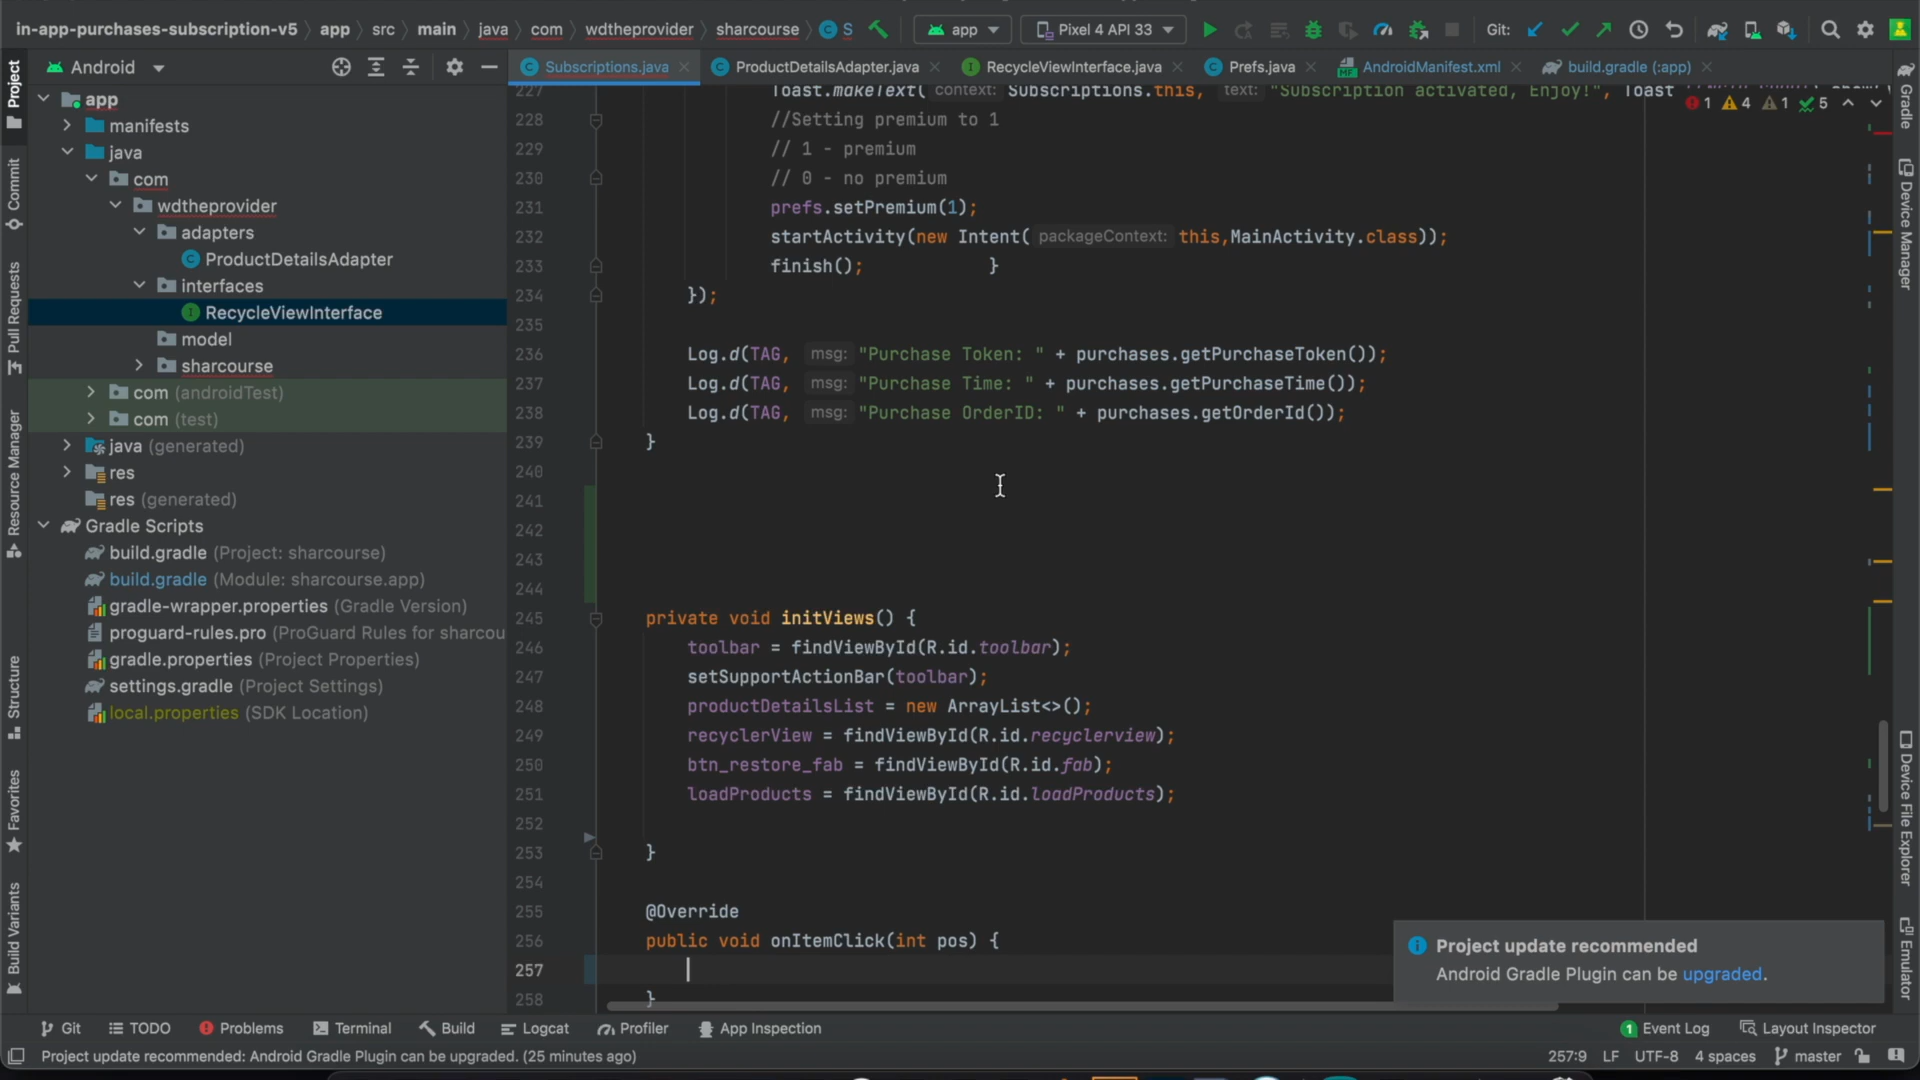 in-app-purchases-subscription-v5 app src main java com wdtheprovider sharcourse C S app Pixel 4 API 33 Git:
Android
Subscriptions.java ProductDetailsAdapter.java RecycleViewInterface.java Prefs.java AndroidManifest.xml build.gradle (:app)
Project
Commit
Pull Requests
Resource Manager
Structure
Favorites
Build Variants
app
manifests
java
com
wdtheprovider
adapters
ProductDetailsAdapter
interfaces
RecycleViewInterface
model
sharcourse
com (androidTest)
com (test)
java (generated)
res
res (generated)
Gradle Scripts
build.gradle (Project: sharcourse)
build.gradle (Module: sharcourse.app)
gradle-wrapper.properties (Gradle Version)
proguard-rules.pro (ProGuard Rules for sharcou
gradle.properties (Project Properties)
settings.gradle (Project Settings)
local.properties (SDK Location)
227 Toast.makeText( context: Subscriptions.this, text: "Subscription activated, Enjoy!", Toast
1 4 1 5
228 //Setting premium to 1
229 // 1 - premium
230 // 0 - no premium
231 prefs.setPremium(1);
232 startActivity(new Intent( packageContext: this,MainActivity.class));
233 finish(); }
234 });
235
236 Log.d(TAG, msg: "Purchase Token: " + purchases.getPurchaseToken());
237 Log.d(TAG, msg: "Purchase Time: " + purchases.getPurchaseTime());
238 Log.d(TAG, msg: "Purchase OrderID: " + purchases.getOrderId());
239 }
240
241
242
243
244
245 private void initViews() {
246 toolbar = findViewById(R.id.toolbar);
247 setSupportActionBar(toolbar);
248 productDetailsList = new ArrayList<>();
249 recyclerView = findViewById(R.id.recyclerview);
250 btn_restore_fab = findViewById(R.id.fab);
251 loadProducts = findViewById(R.id.loadProducts);
252
253 }
254
255 @Override
256 public void onItemClick(int pos) {
257
258 }
Project update recommended
Android Gradle Plugin can be upgraded.
Gradle
Device Manager
Device File Explorer
Emulator
Git TODO Problems Terminal Build Logcat Profiler App Inspection 1 Event Log Layout Inspector
Project update recommended: Android Gradle Plugin can be upgraded. (25 minutes ago) 257:9 LF UTF-8 4 spaces master